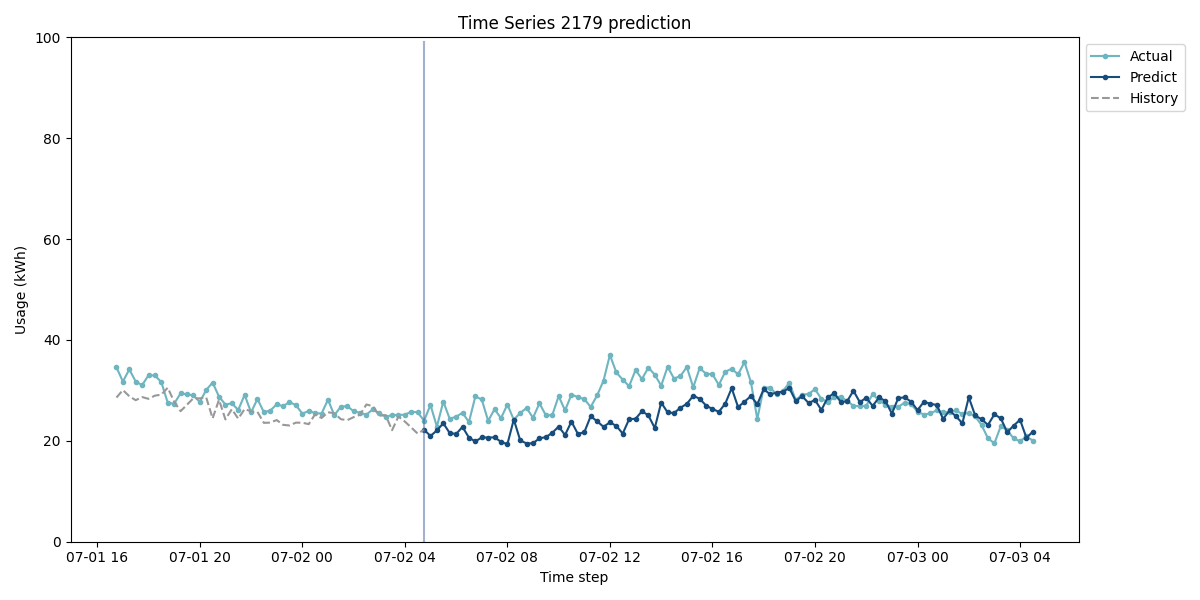 Time Series 2179 prediction
100
80
60
40
20
0
Usage (kWh)
07-01 16
07-01 20
07-02 00
07-02 04
07-02 08
07-02 12
07-02 16
07-02 20
07-03 00
07-03 04
Time step
Actual
Predict
History